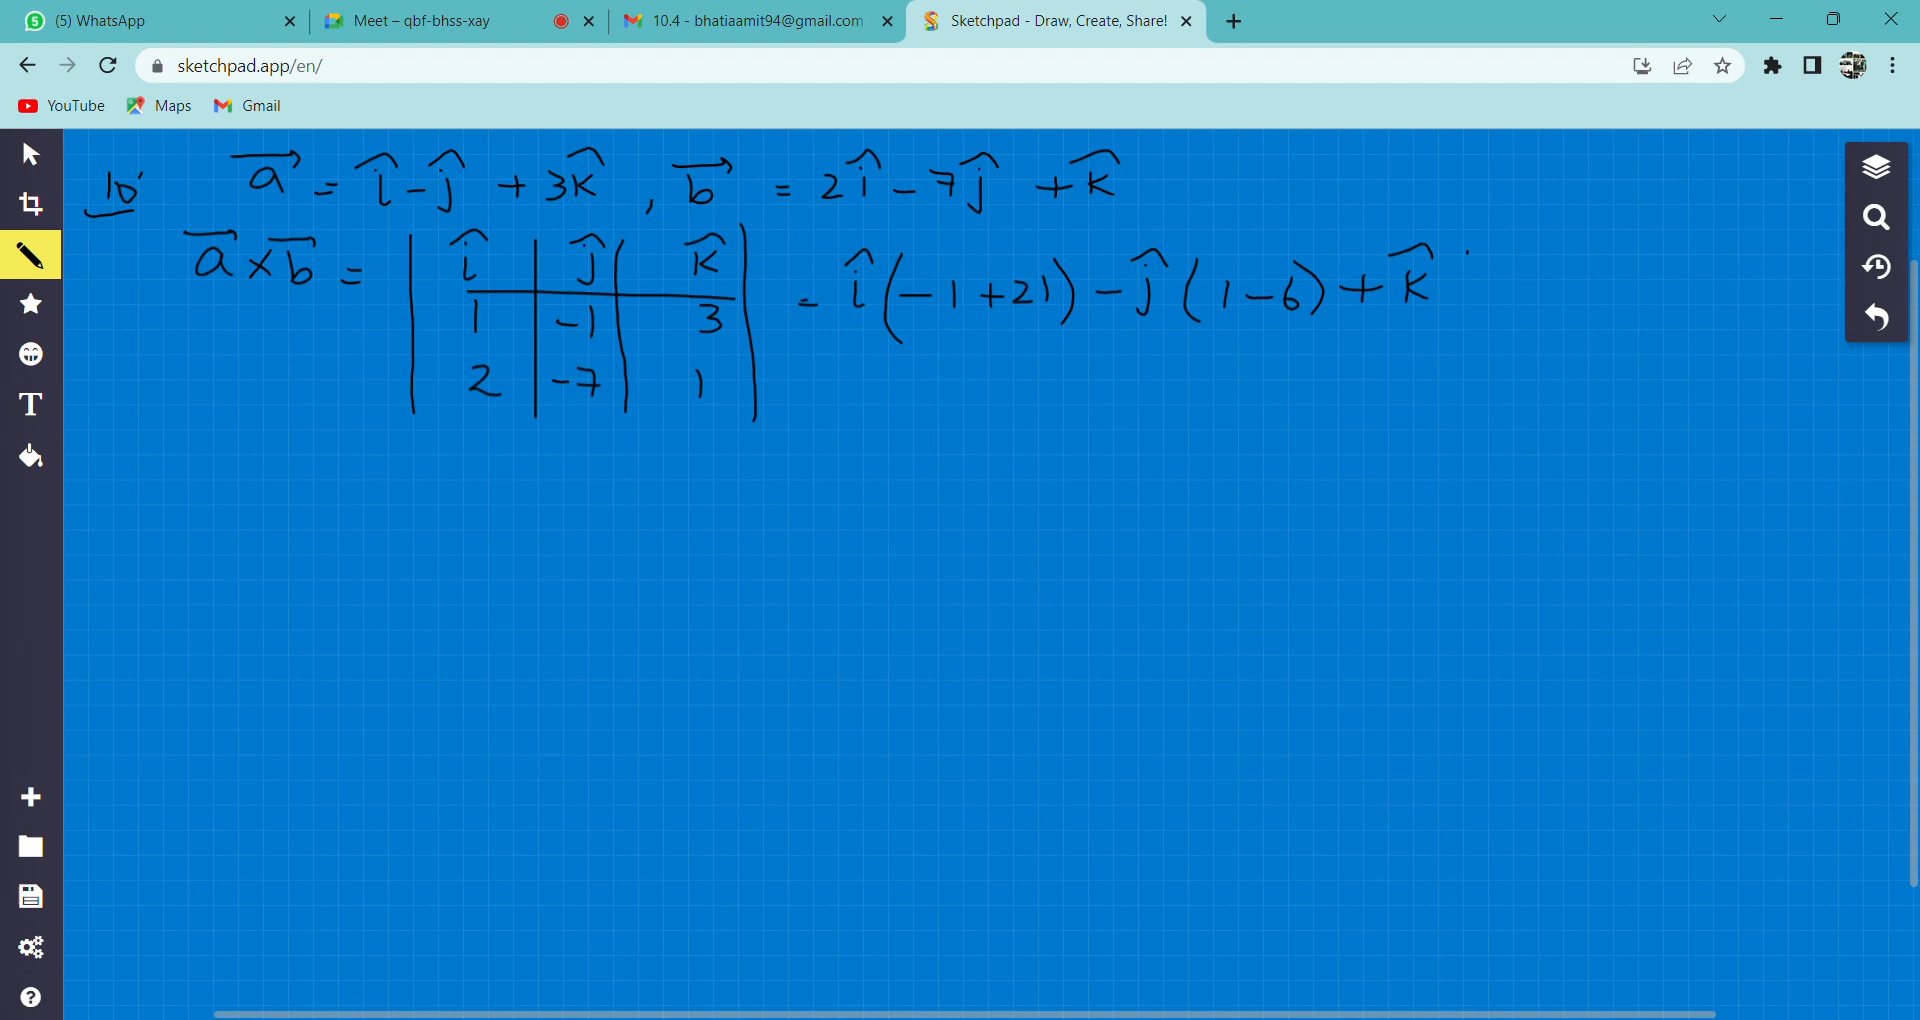 (5) WhatsApp
Meet – qbf-bhss-xay
10.4 - bhatiaamit94@gmail.com
Sketchpad - Draw, Create, Share!
sketchpad.app/en/
YouTube
Maps
Gmail
10 a⃗ = î - ĵ + 3k̂ , b⃗ = 2î - 7ĵ + k̂
a⃗ × b⃗ = | î ĵ k̂ | = î(-1+21) - ĵ(1-6) + k̂
1 -1 3
2 -7 1